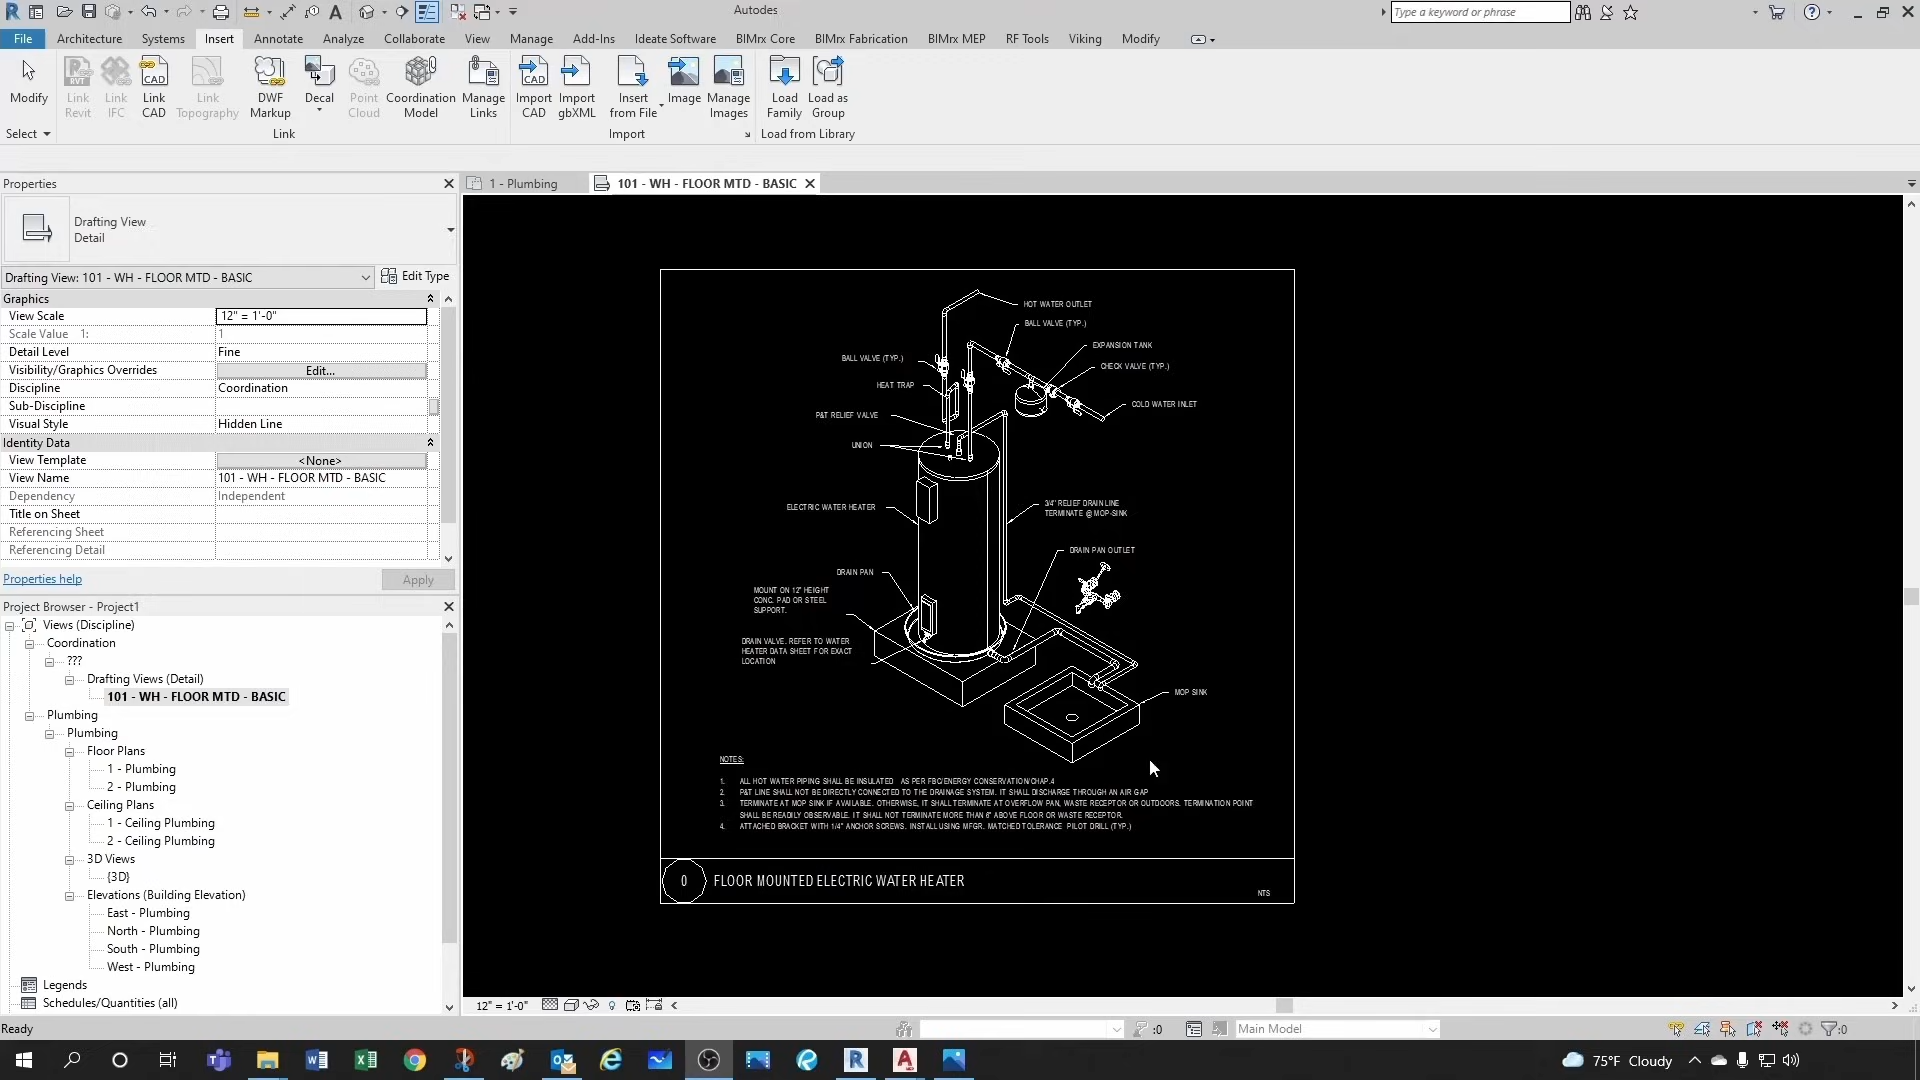 Autodes
Type a keyword or phrase
File Architecture Systems Insert Annotate Analyze Collaborate View Manage Add-Ins Ideate Software BIMrx Core BIMrx Fabrication BIMrx MEP RF Tools Viking Modify
Modify
Link Revit
Link IFC
Link CAD
Link Topography
DWF Markup
Decal
Point Cloud
Coordination Model
Manage Links
Import CAD
Import gbXML
Insert from File
Image
Manage Images
Load Family
Load as Group
Select
Link
Import
Load from Library
Properties
Drafting View
Detail
Drafting View: 101 - WH - FLOOR MTD - BASIC
Edit Type
Graphics
View Scale 12" = 1'-0"
Scale Value 1: 1
Detail Level Fine
Visibility/Graphics Overrides Edit...
Discipline Coordination
Sub-Discipline
Visual Style Hidden Line
Identity Data
View Template <None>
View Name 101 - WH - FLOOR MTD - BASIC
Dependency Independent
Title on Sheet
Referencing Sheet
Referencing Detail
Properties help
Apply
Project Browser - Project1
Views (Discipline)
Coordination
???
Drafting Views (Detail)
101 - WH - FLOOR MTD - BASIC
Plumbing
Plumbing
Floor Plans
1 - Plumbing
2 - Plumbing
Ceiling Plans
1 - Ceiling Plumbing
2 - Ceiling Plumbing
3D Views
{3D}
Elevations (Building Elevation)
East - Plumbing
North - Plumbing
South - Plumbing
West - Plumbing
Legends
Schedules/Quantities (all)
1 - Plumbing
101 - WH - FLOOR MTD - BASIC
HOT WATER OUTLET
BALL VALVE (TYP.)
EXPANSION TANK
BALL VALVE (TYP.)
CHECK VALVE (TYP.)
HEAT TRAP
COLD WATER INLET
P&T RELIEF VALVE
UNION
ELECTRIC WATER HEATER
3/4" RELIEF DRAIN LINE
TERMINATE @ MOP-SINK
DRAIN PAN OUTLET
DRAIN PAN
MOUNT ON 12" HEIGHT
CONC. PAD OR STEEL
SUPPORT.
DRAIN VALVE. REFER TO WATER
HEATER DATA SHEET FOR EXACT
LOCATION
MOP SINK
NOTES:
1. ALL HOT WATER PIPING SHALL BE INSULATED AS PER FBC/ENERGY CONSERVATION/CHAP.4
2. P&T LINE SHALL NOT BE DIRECTLY CONNECTED TO THE DRAINAGE SYSTEM. IT SHALL DISCHARGE THROUGH AN AIR GAP
3. TERMINATE AT MOP SINK IF AVAILABLE. OTHERWISE, IT SHALL TERMINATE AT OVERFLOW PAN, WASTE RECEPTOR OR OUTDOORS. TERMINATION POINT
SHALL BE READILY OBSERVABLE. IT SHALL NOT TERMINATE MORE THAN 6" ABOVE FLOOR OR WASTE RECEPTOR.
4. ATTACHED BRACKET WITH 1/4" ANCHOR SCREWS. INSTALL USING MFGR. MATCHED TOLERANCE PILOT DRILL (TYP.)
0 FLOOR MOUNTED ELECTRIC WATER HEATER
NTS
12" = 1'-0"
Ready
:0
Main Model
:0
75°F Cloudy